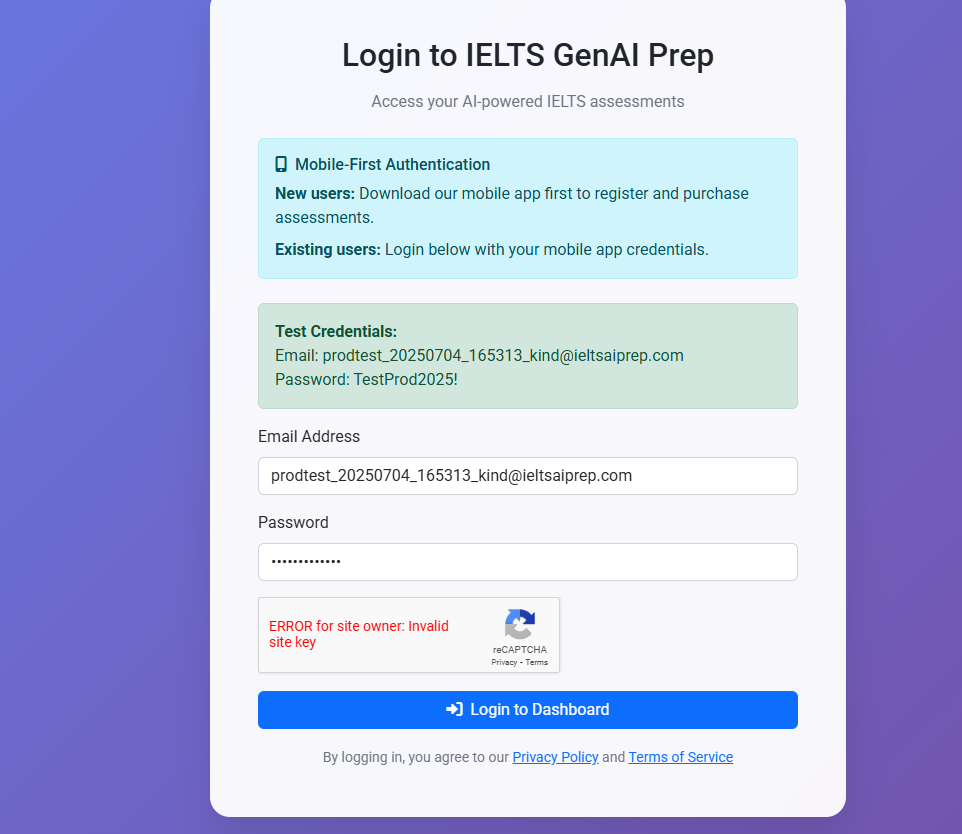 Login to IELTS GenAI Prep
Access your AI-powered IELTS assessments
Mobile-First Authentication
New users: Download our mobile app first to register and purchase
assessments.
Existing users: Login below with your mobile app credentials.
Test Credentials:
Email: prodtest_20250704_165313_kind@ieltsaiprep.com
Password: TestProd2025!
Email Address
prodtest_20250704_165313_kind@ieltsaiprep.com
Password
•••••••••••••
ERROR for site owner: Invalid
site key
reCAPTCHA
Privacy - Terms
Login to Dashboard
By logging in, you agree to our Privacy Policy and Terms of Service